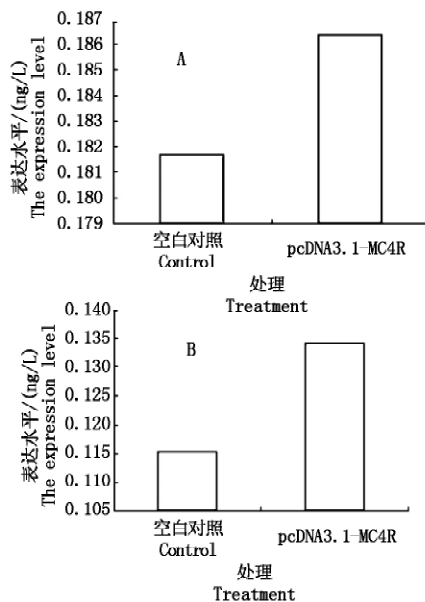 0.187
0.186
0.185
0.184
0.183
0.182
0.181
0.180
0.179
表达水平/(ng/L)
The expression level
A
空白对照
Control
pcDNA3.1-MC4R
处理
Treatment
0.140
0.135
0.130
0.125
0.120
0.115
0.110
0.105
表达水平/(ng/L)
The expression level
B
空白对照
Control
pcDNA3.1-MC4R
处理
Treatment